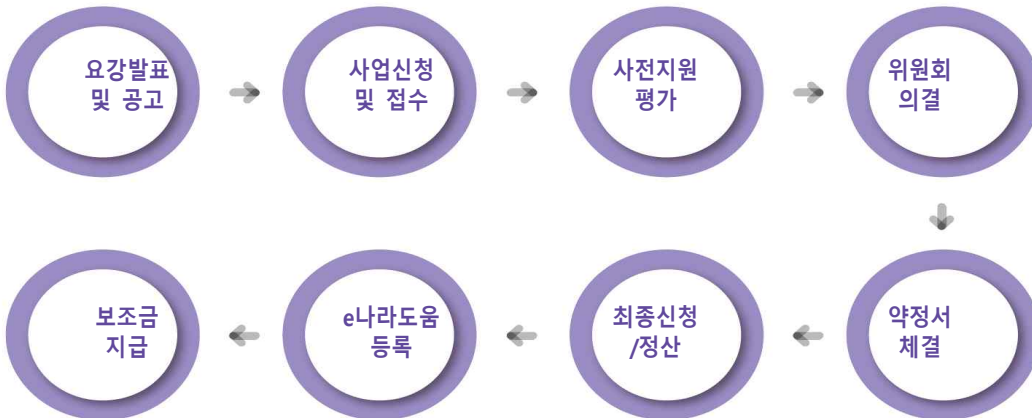 요강발표
및 공고
사업신청
및 접수
사전지원
평가
위원회
의결
약정서
체결
최종신청
/정산
e나라도움
등록
보조금
지급